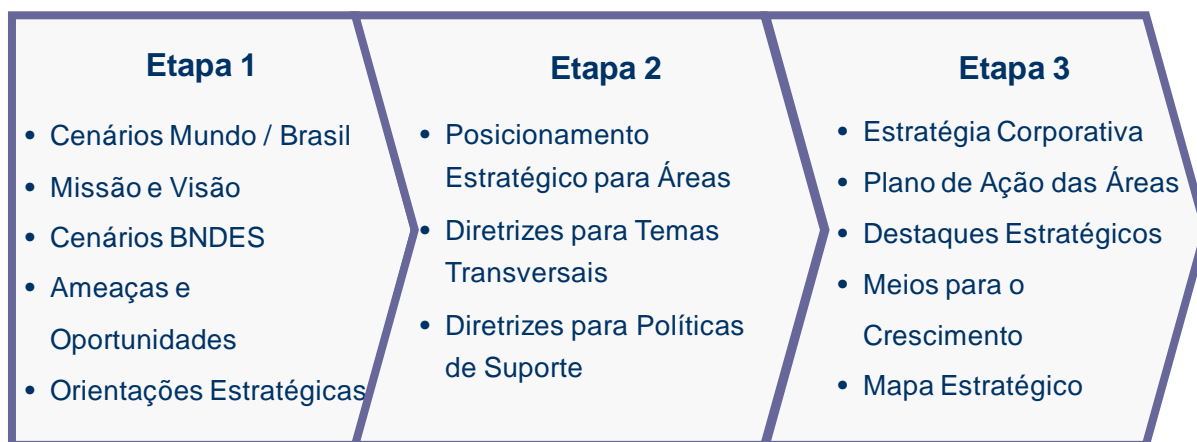 Etapa 1
• Cenários Mundo / Brasil
• Missão e Visão
• Cenários BNDES
• Ameaças e
Oportunidades
• Orientações Estratégicas
Etapa 2
• Posicionamento
Estratégico para Áreas
• Diretrizes para Temas
Transversais
• Diretrizes para Políticas
de Suporte
Etapa 3
• Estratégia Corporativa
• Plano de Ação das Áreas
• Destaques Estratégicos
• Meios para o
Crescimento
• Mapa Estratégico